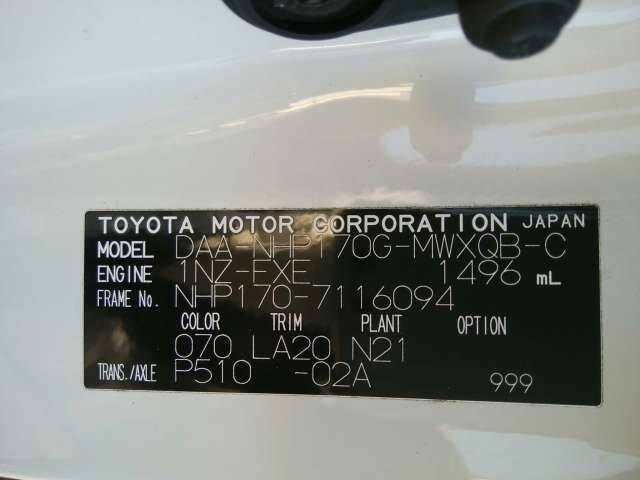 TOYOTA MOTOR CORPORATION JAPAN
MODEL DAA-NHP170G-MWXQB-C
ENGINE 1NZ-EXE 1496 mL
FRAME No. NHP170-7116094
COLOR TRIM PLANT OPTION
070 LA20 N21
TRANS./AXLE P510 -02A 999